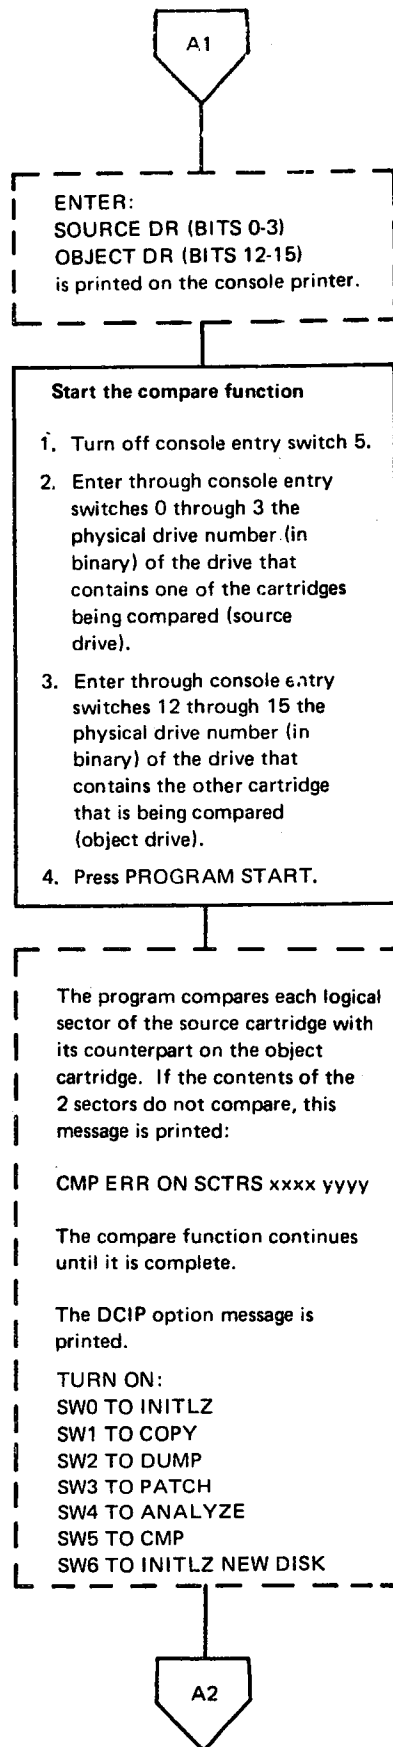 A1
ENTER:
SOURCE DR (BITS 0-3)
OBJECT DR (BITS 12-15)
is printed on the console printer.
Start the compare function
1. Turn off console entry switch 5.
2. Enter through console entry
switches 0 through 3 the
physical drive number (in
binary) of the drive that
contains one of the cartridges
being compared (source
drive).
3. Enter through console entry
switches 12 through 15 the
physical drive number (in
binary) of the drive that
contains the other cartridge
that is being compared
(object drive).
4. Press PROGRAM START.
The program compares each logical
sector of the source cartridge with
its counterpart on the object
cartridge. If the contents of the
2 sectors do not compare, this
message is printed:
CMP ERR ON SCTRS xxxx yyyy
The compare function continues
until it is complete.
The DCIP option message is
printed.
TURN ON:
SW0 TO INITLZ
SW1 TO COPY
SW2 TO DUMP
SW3 TO PATCH
SW4 TO ANALYZE
SW5 TO CMP
SW6 TO INITLZ NEW DISK
A2